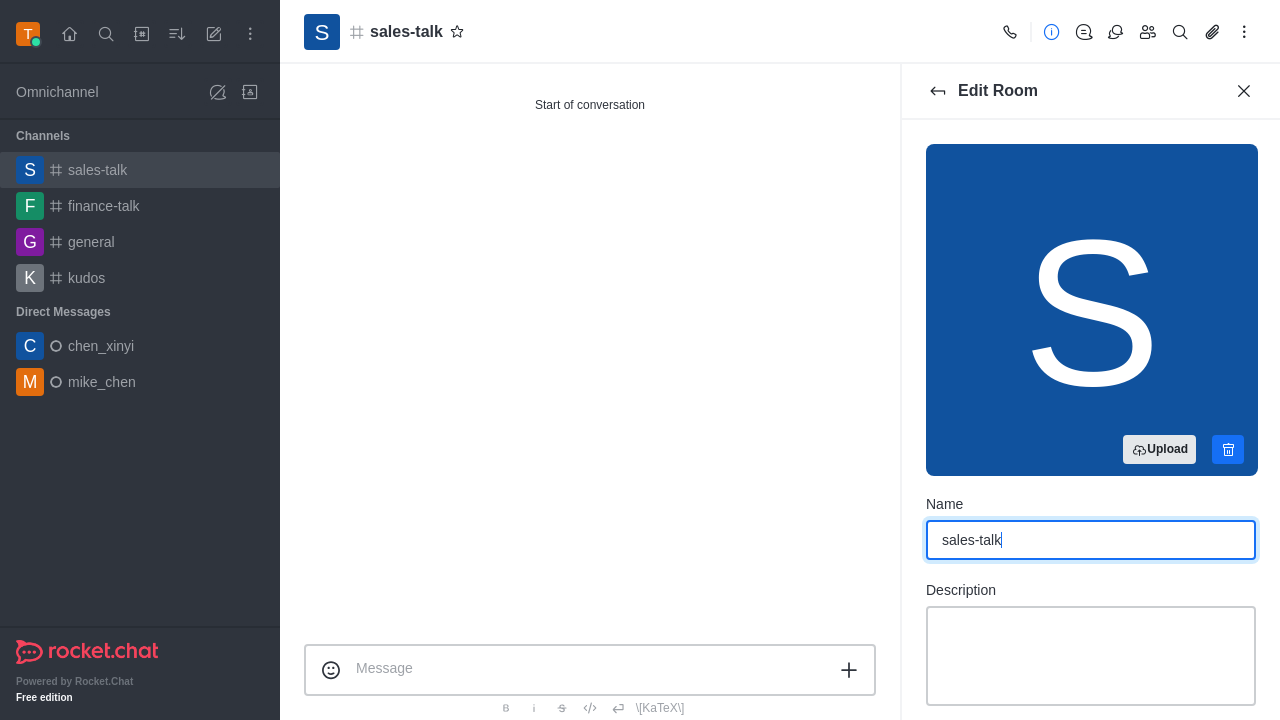 T
Omnichannel
Channels
S sales-talk
F finance-talk
G general
K kudos
Direct Messages
C chen_xinyi
M mike_chen
rocket.chat
Powered by Rocket.Chat
Free edition
S sales-talk
Start of conversation
Message
B i S </> \[KaTeX\]
Edit Room
S
Upload
Name
sales-talk
Description